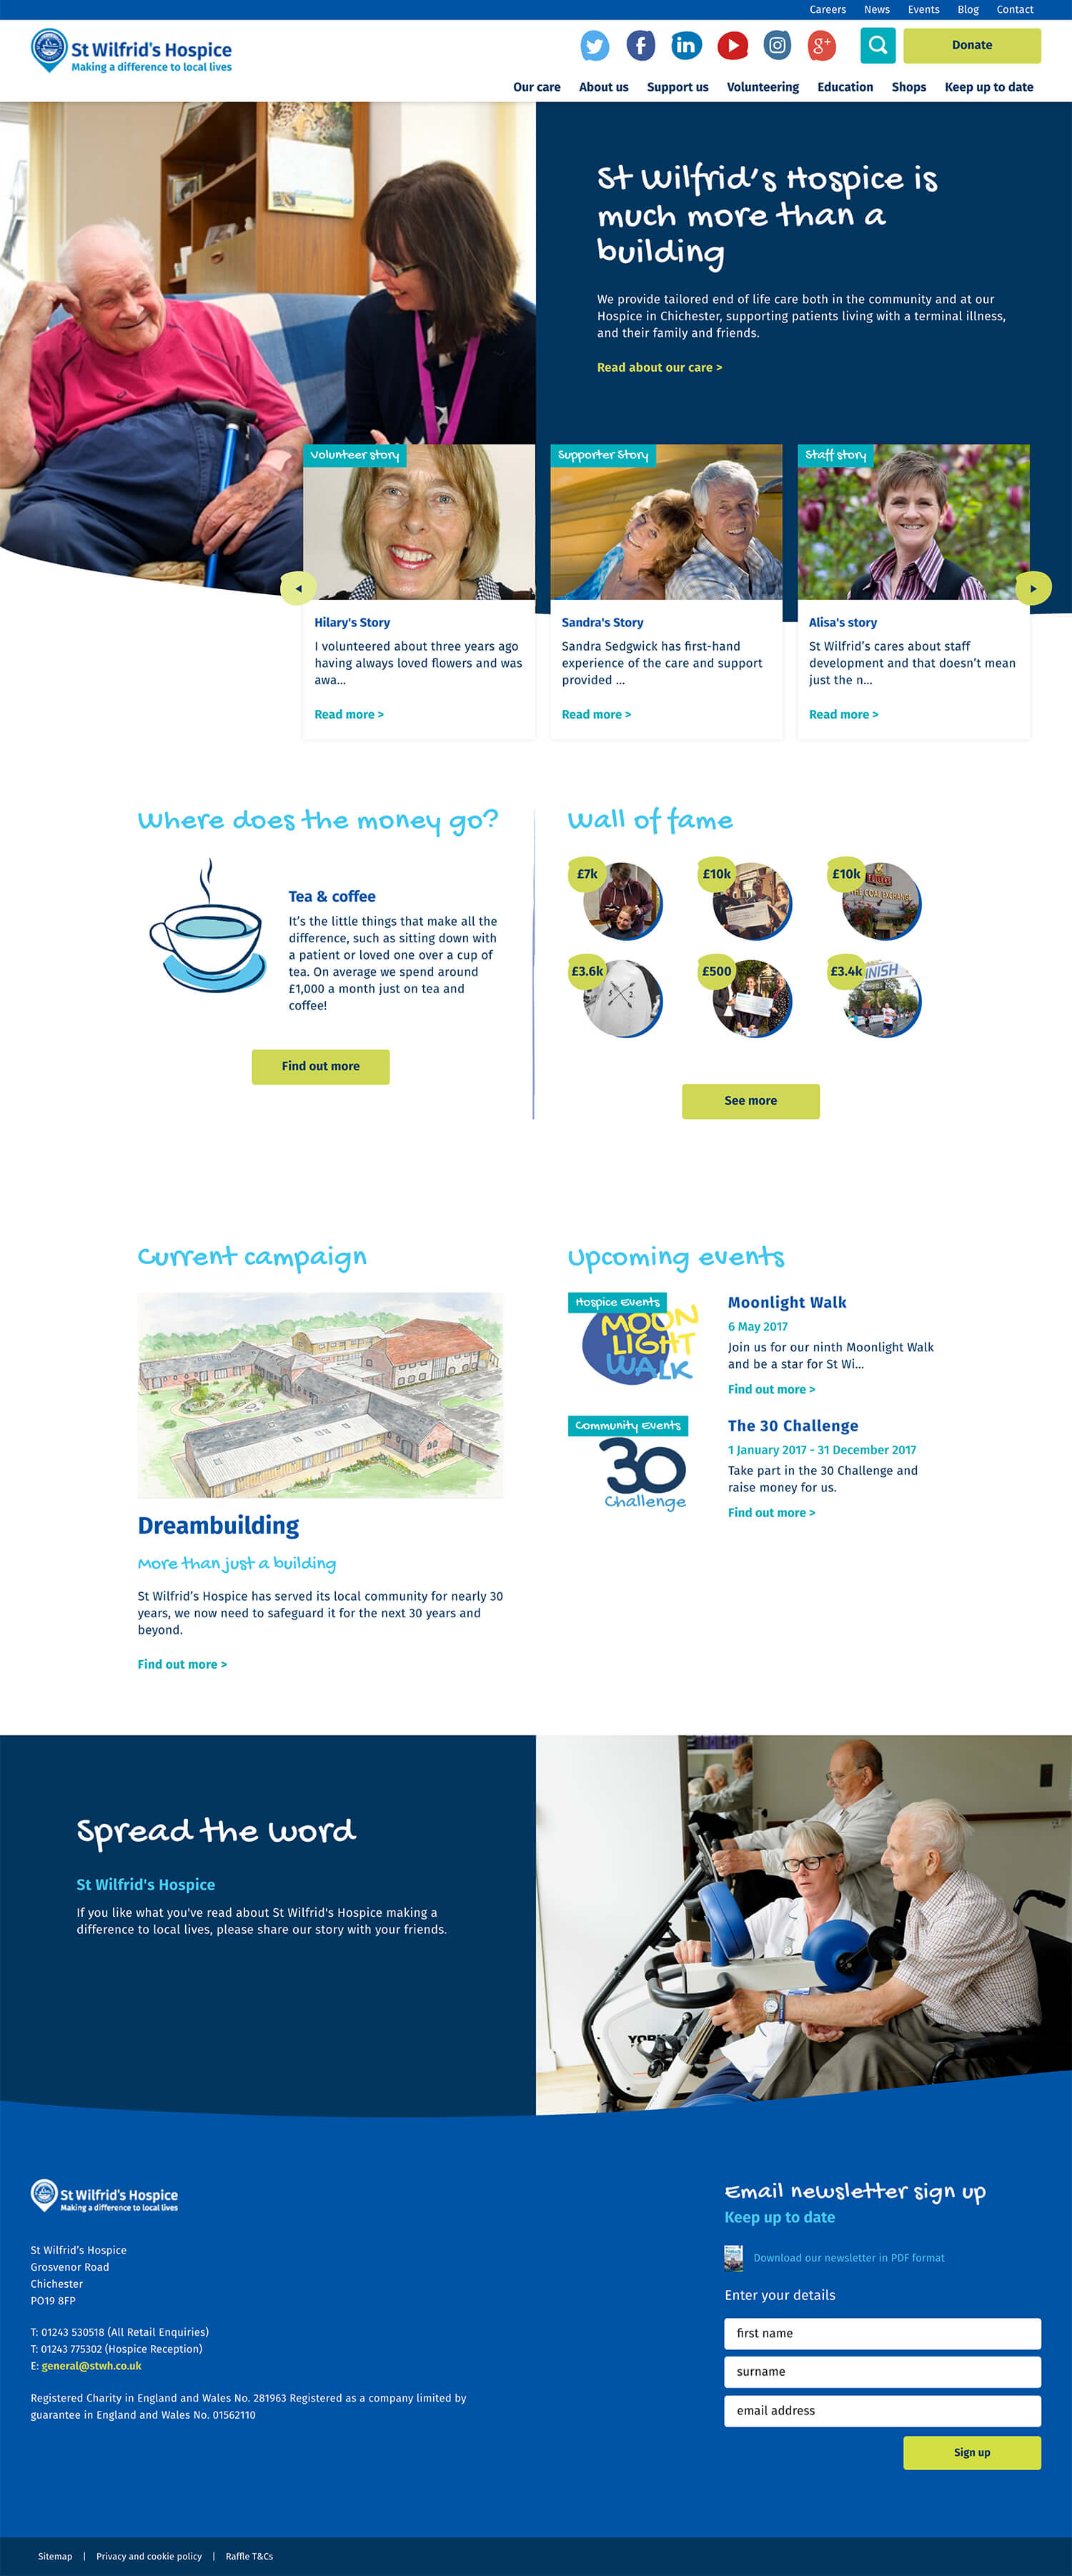 Careers News Events Blog Contact
St Wilfrid's Hospice
Making a difference to local lives
Donate
Our care About us Support us Volunteering Education Shops Keep up to date
St Wilfrid's Hospice is
much more than a
building
We provide tailored end of life care both in the community and at our
Hospice in Chichester, supporting patients living with a terminal illness,
and their family and friends.
Read about our care >
Volunteer story
Hilary's Story
I volunteered about three years ago
having always loved flowers and was
awa...
Read more >
Supporter Story
Sandra's Story
Sandra Sedgwick has first-hand
experience of the care and support
provided ...
Read more >
Staff story
Alisa's story
St Wilfrid's cares about staff
development and that doesn't mean
just the n...
Read more >
Where does the money go?
Tea & coffee
It's the little things that make all the
difference, such as sitting down with
a patient or loved one over a cup of
tea. On average we spend around
£1,000 a month just on tea and
coffee!
Find out more
Wall of fame
£7k £10k £10k
THE COAL EXCHANGE
£3.6k £500 £3.4k
INISH
See more
Current campaign
Dreambuilding
More than just a building
St Wilfrid's Hospice has served its local community for nearly 30
years, we now need to safeguard it for the next 30 years and
beyond.
Find out more >
Upcoming events
Hospice Events
MOON
LIGHT
WALK
Moonlight Walk
6 May 2017
Join us for our ninth Moonlight Walk
and be a star for St Wi...
Find out more >
Community Events
30
Challenge
The 30 Challenge
1 January 2017 - 31 December 2017
Take part in the 30 Challenge and
raise money for us.
Find out more >
Spread the word
St Wilfrid's Hospice
If you like what you've read about St Wilfrid's Hospice making a
difference to local lives, please share our story with your friends.
YORK
St Wilfrid's Hospice
Making a difference to local lives
St Wilfrid's Hospice
Grosvenor Road
Chichester
PO19 8FP
T: 01243 530518 (All Retail Enquiries)
T: 01243 775302 (Hospice Reception)
E: general@stwh.co.uk
Registered Charity in England and Wales No. 281963 Registered as a company limited by
guarantee in England and Wales No. 01562110
Email newsletter sign up
Keep up to date
Download our newsletter in PDF format
Enter your details
first name
surname
email address
Sign up
Sitemap | Privacy and cookie policy | Raffle T&Cs